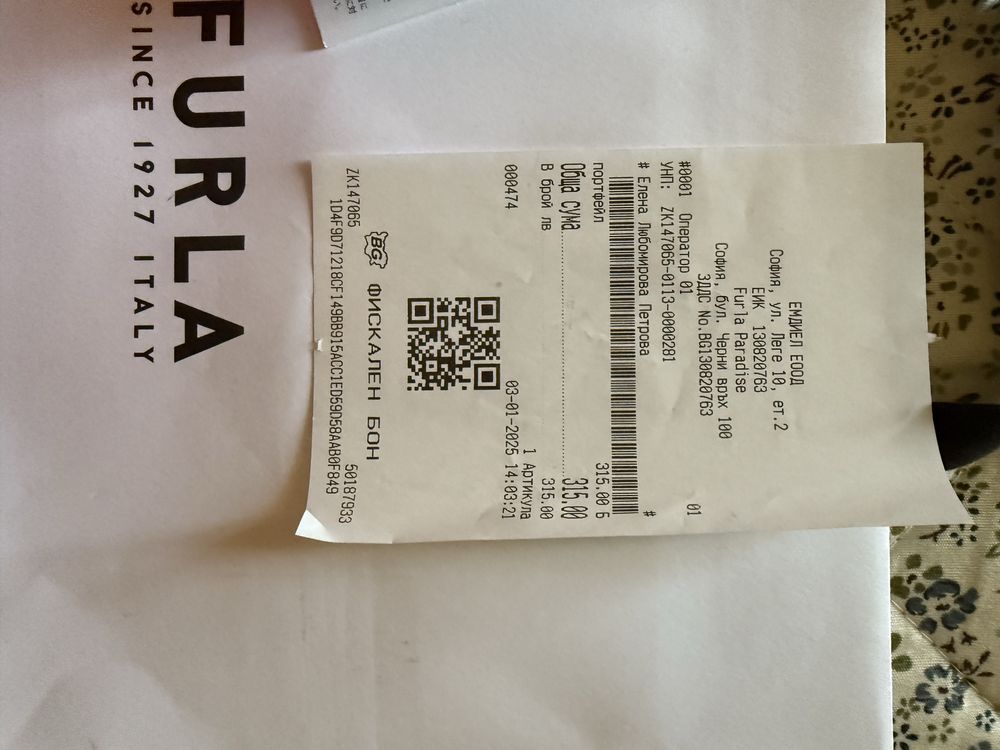 FURLA
SINCE 1927 ITALY
ЕМДИЕЛ ЕООД
София, ул. Леге 10, ет.2
ЕИК 130820763
Furla Paradise
София, бул. Черни връх 100
ЗДДС No.BG130820763
#0001 Оператор 01 01
УНП: ZK147065-0113-0000281
# Елена Любомирова Петрова #
портфейл 315.00 Б
Обща сума 315.00
В брой лв 315.00
1 Артикула
000474 03-01-2025 14:03:21
BG ФИСКАЛЕН БОН
ZK147065 50187933
1D4F9D71218CF149BB915ACC1ED59D58AAB0F849